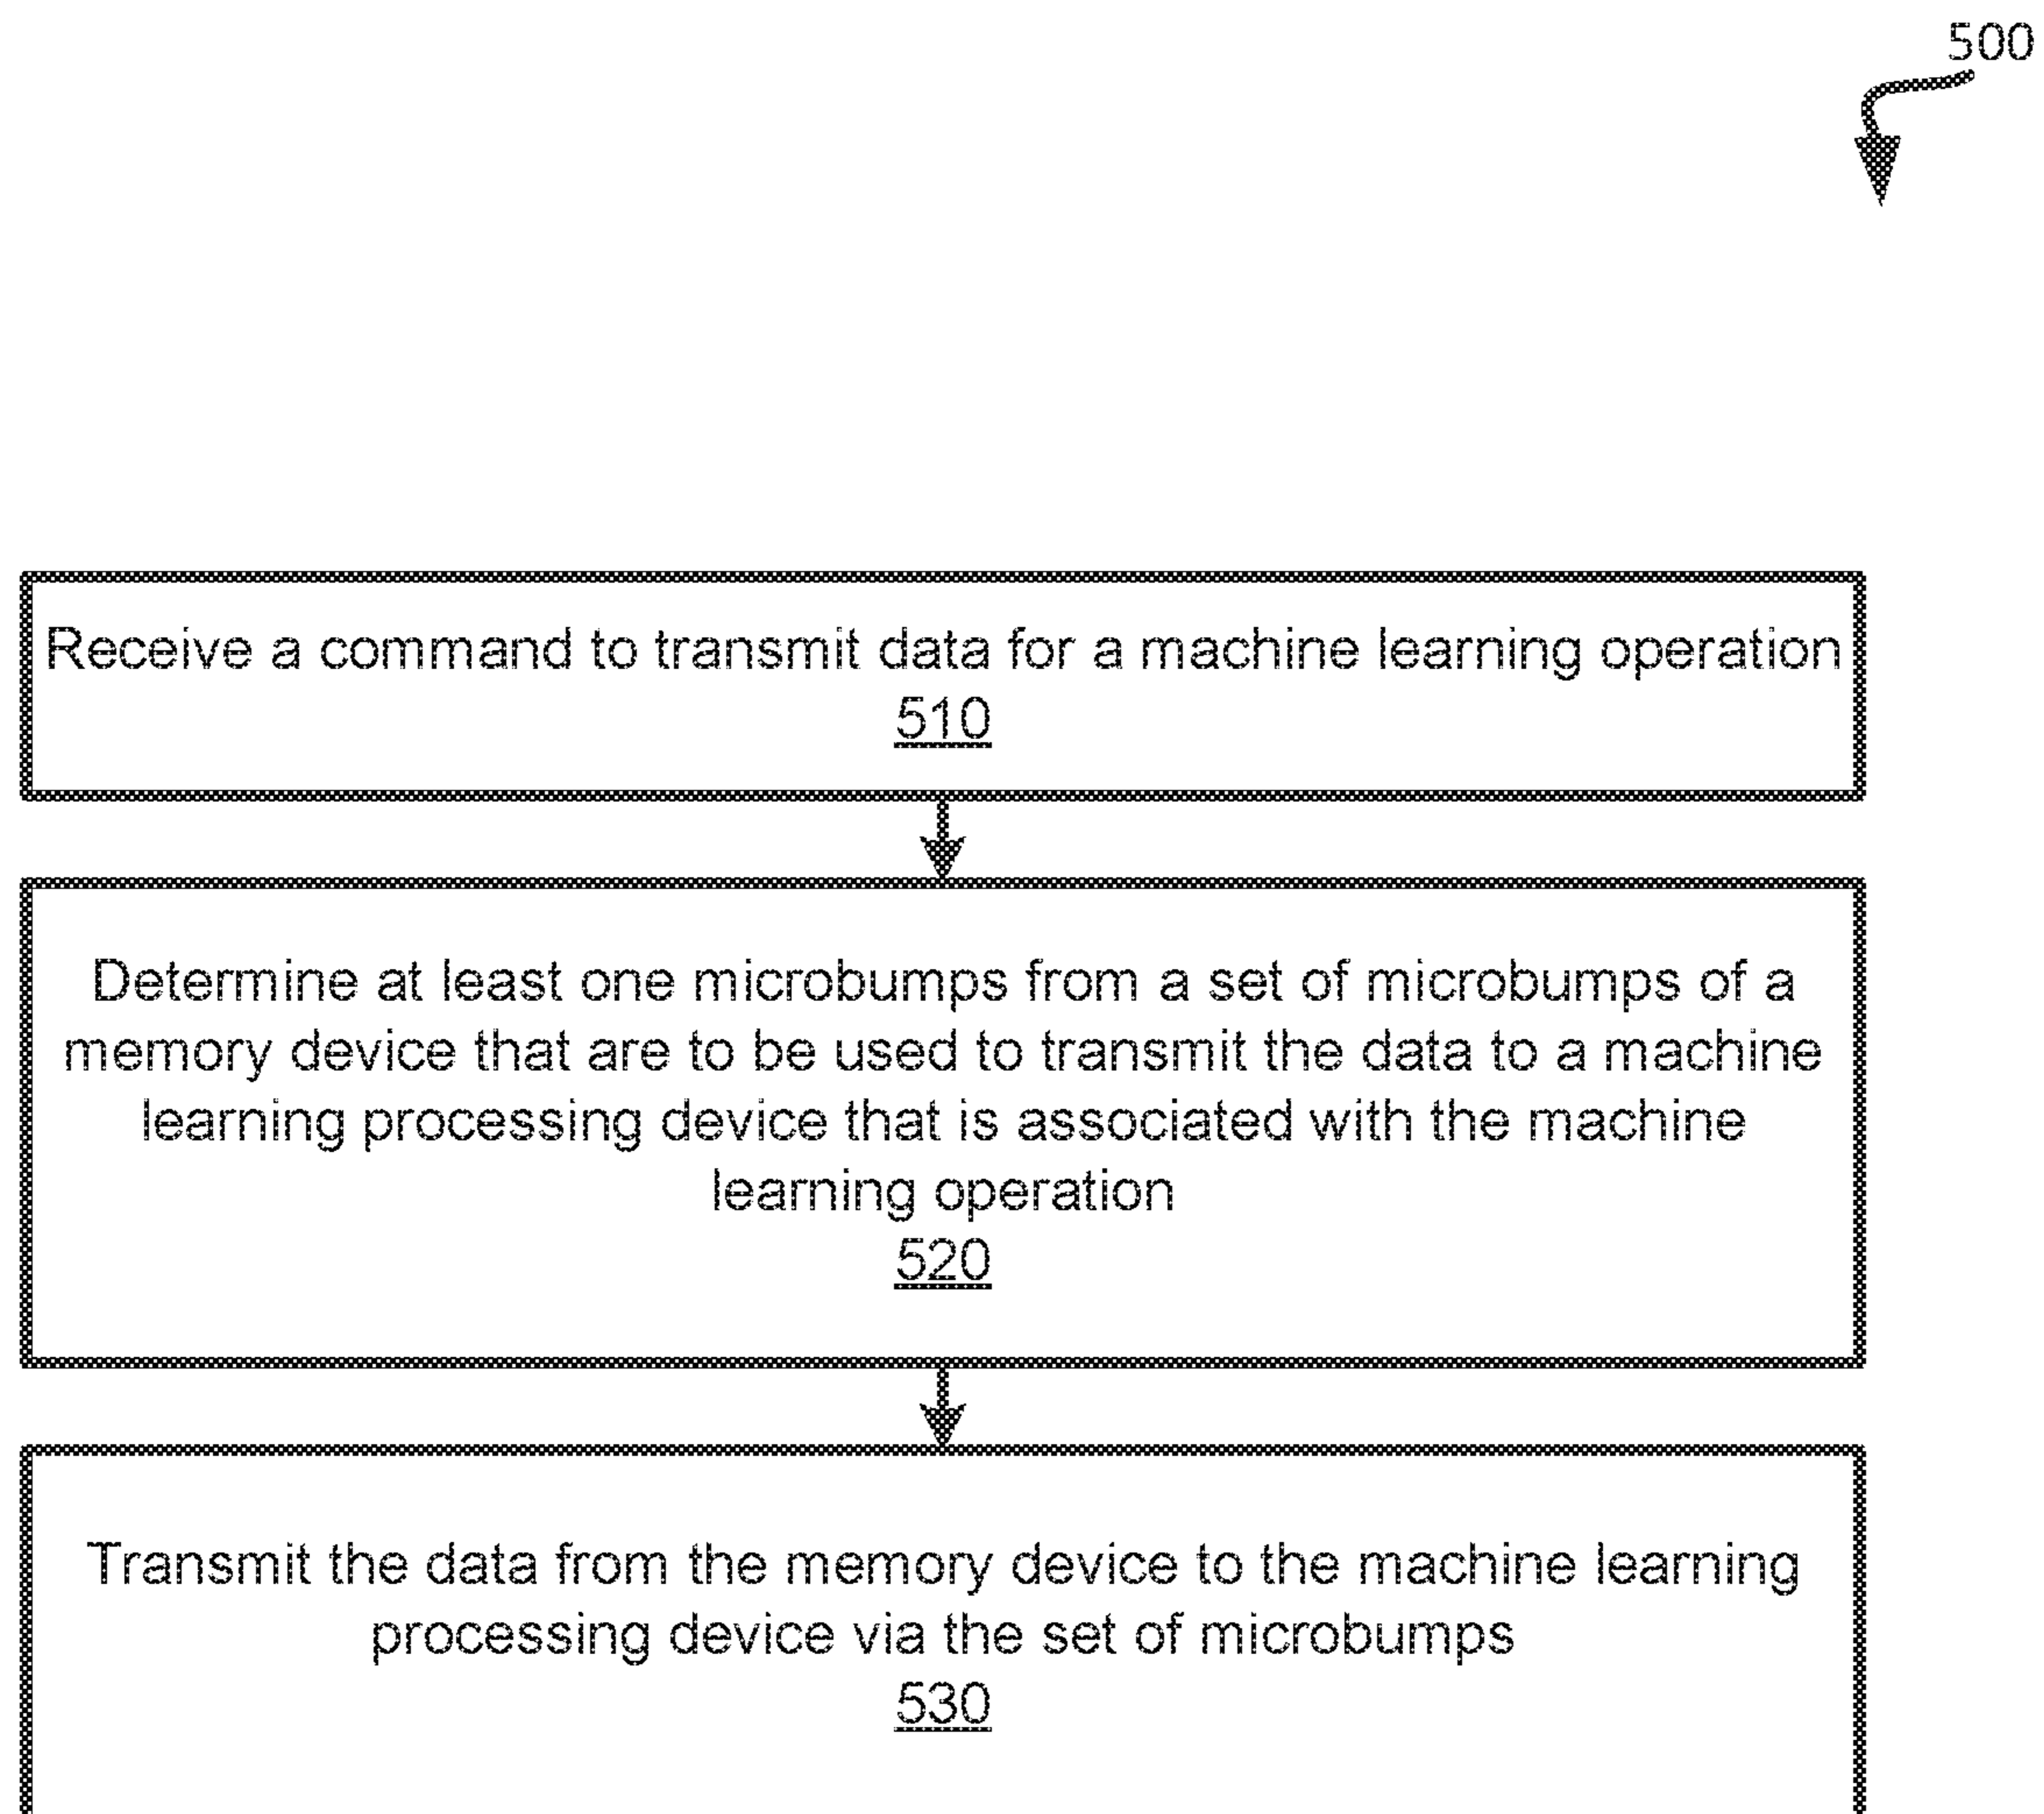 500
Receive a command to transmit data for a machine learning operation
510
Determine at least one microbumps from a set of microbumps of a
memory device that are to be used to transmit the data to a machine
learning processing device that is associated with the machine
learning operation
520
Transmit the data from the memory device to the machine learning
processing device via the set of microbumps
530